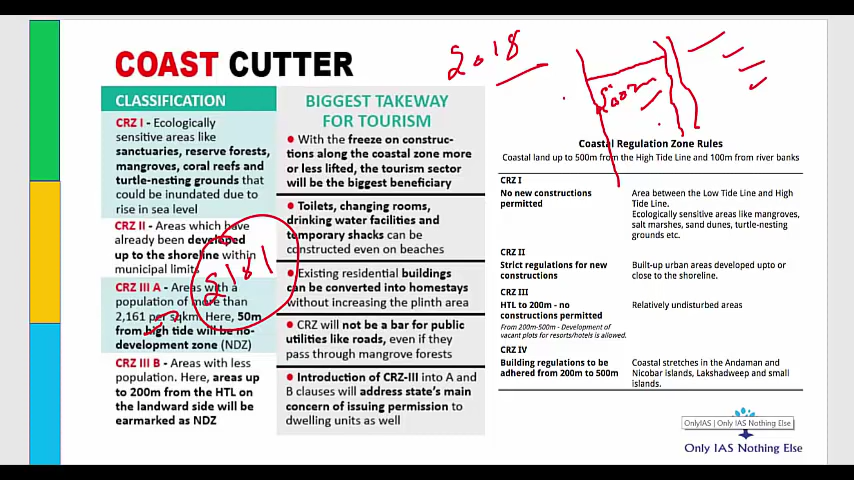 COAST CUTTER
CLASSIFICATION
CRZ I - Ecologically
sensitive areas like
sanctuaries, reserve forests,
mangroves, coral reefs and
turtle-nesting grounds that
could be inundated due to
rise in sea level
CRZ II - Areas which have
already been developed
up to the shoreline within
municipal limits
CRZ III A - Areas with a
population of more than
2,161 per sqkm. Here, 50m
from high tide will be no-
development zone (NDZ)
CRZ III B - Areas with less
population. Here, areas up
to 200m from the HTL on
the landward side will be
earmarked as NDZ
2181
BIGGEST TAKEWAY
FOR TOURISM
• With the freeze on construc-
tions along the coastal zone more
or less lifted, the tourism sector
will be the biggest beneficiary
• Toilets, changing rooms,
drinking water facilities and
temporary shacks can be
constructed even on beaches
• Existing residential buildings
can be converted into homestays
without increasing the plinth area
• CRZ will not be a bar for public
utilities like roads, even if they
pass through mangrove forests
• Introduction of CRZ-III into A and
B clauses will address state's main
concern of issuing permission to
dwelling units as well
2018
500m
Coastal Regulation Zone Rules
Coastal land up to 500m from the High Tide Line and 100m from river banks
CRZ I
No new constructions
permitted
Area between the Low Tide Line and High
Tide Line.
Ecologically sensitive areas like mangroves,
salt marshes, sand dunes, turtle-nesting
grounds etc.
CRZ II
Strict regulations for new
constructions
Built-up urban areas developed upto or
close to the shoreline.
CRZ III
HTL to 200m - no
constructions permitted
From 200m-500m - Development of
vacant plots for resorts/hotels is allowed.
Relatively undisturbed areas
CRZ IV
Building regulations to be
adhered from 200m to 500m
Coastal stretches in the Andaman and
Nicobar islands, Lakshadweep and small
islands.
OnlyIAS | Only IAS Nothing Else
Only IAS Nothing Else